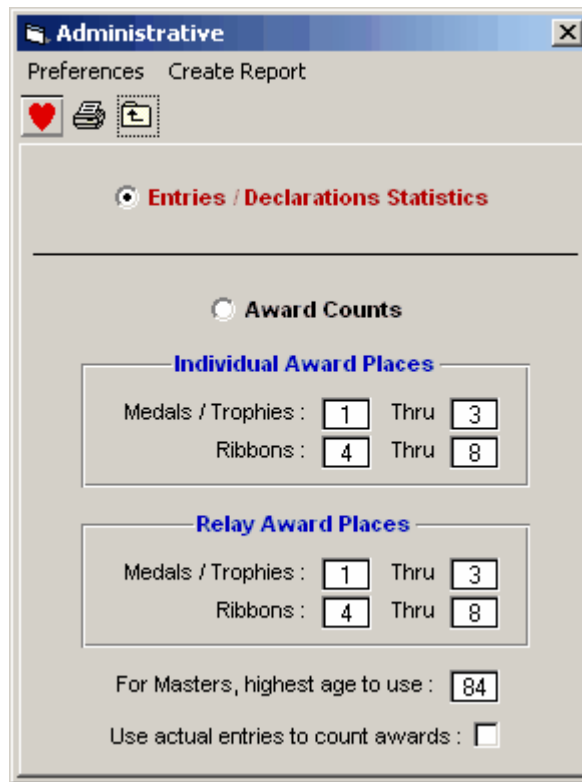 Administrative
Preferences Create Report
Entries / Declarations Statistics
Award Counts
Individual Award Places
Medals / Trophies : 1 Thru 3
Ribbons : 4 Thru 8
Relay Award Places
Medals / Trophies : 1 Thru 3
Ribbons : 4 Thru 8
For Masters, highest age to use : 84
Use actual entries to count awards :